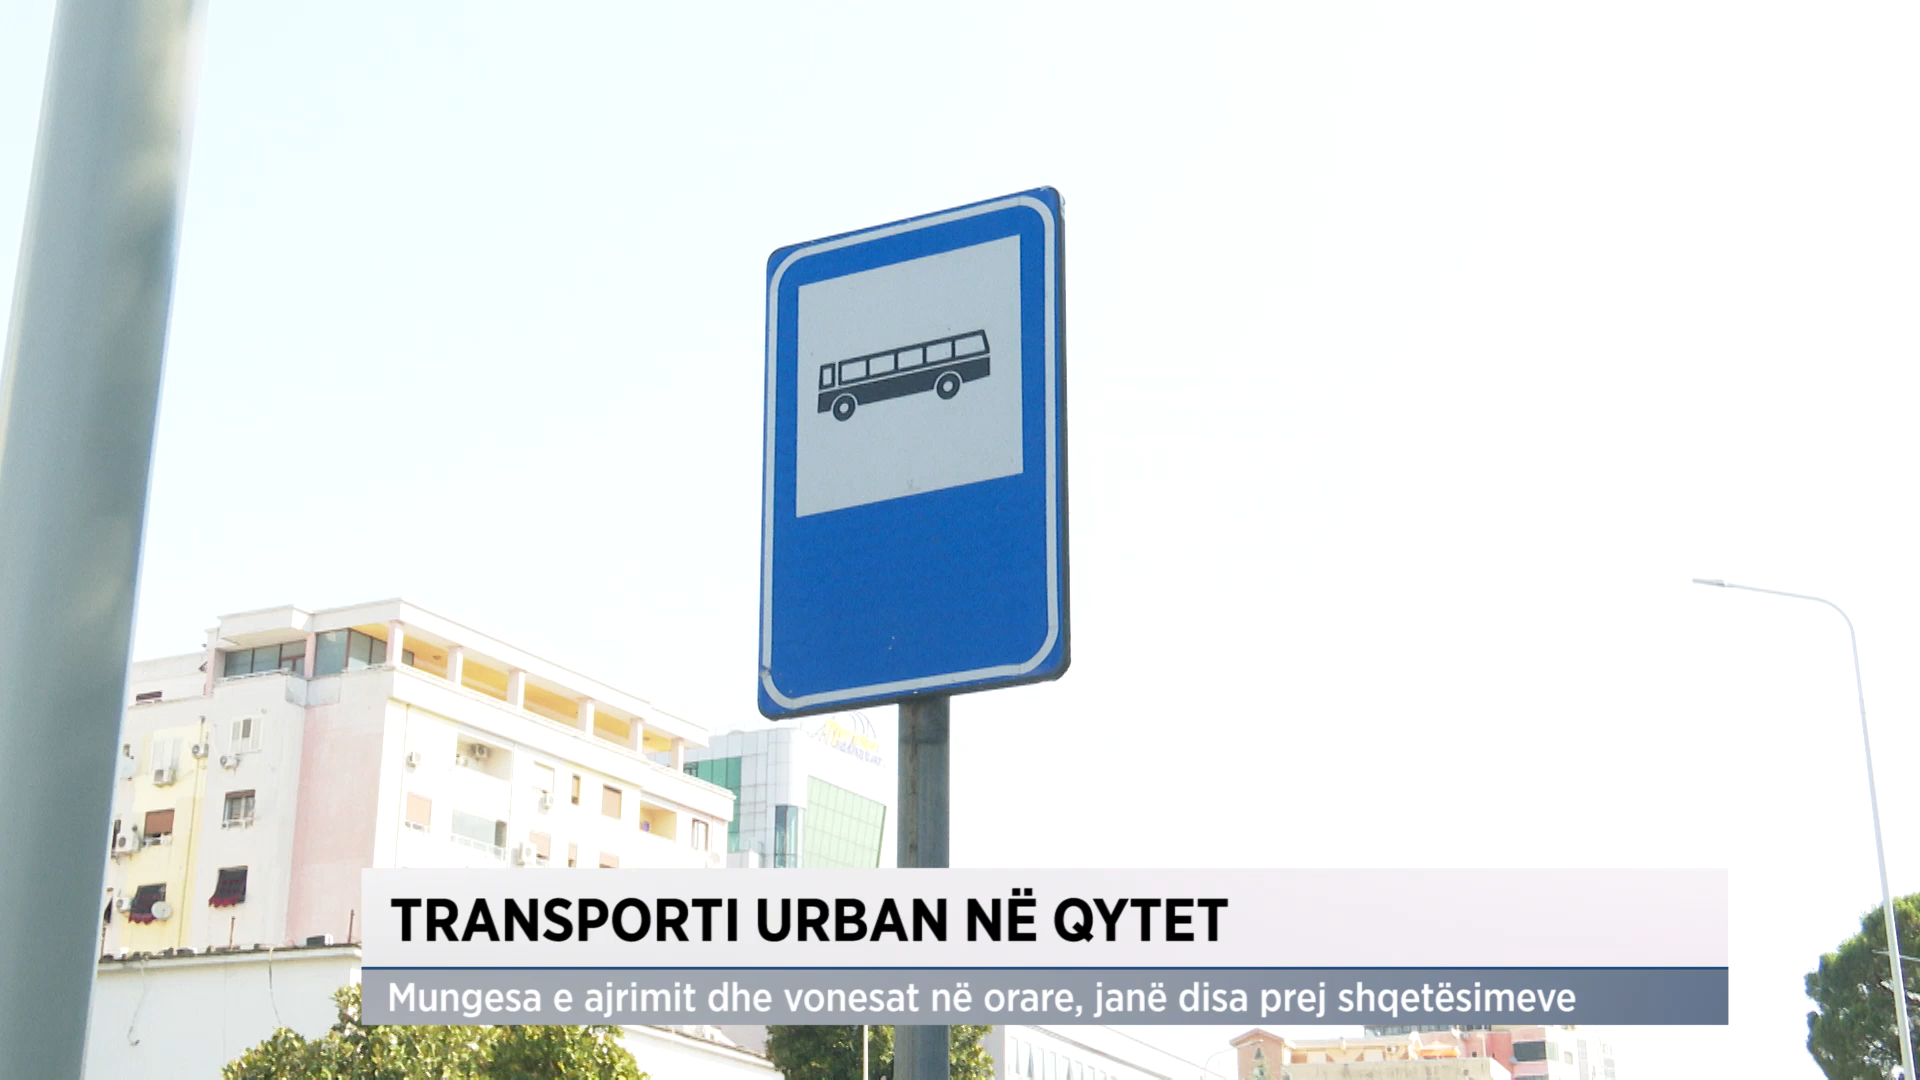 TRANSPORTI URBAN NË QYTET
Mungesa e ajrimit dhe vonesat në orare, janë disa prej shqetësimeve